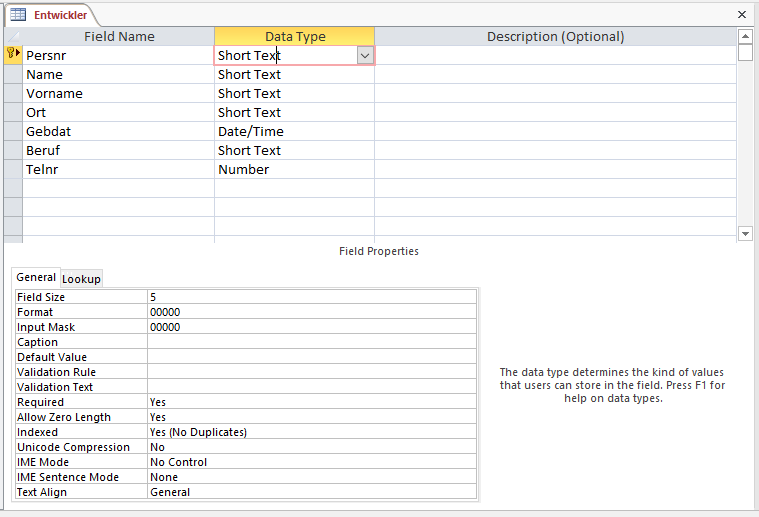 Entwickler
Field Name Data Type Description (Optional)
Persnr Short Text
Name Short Text
Vorname Short Text
Ort Short Text
Gebdat Date/Time
Beruf Short Text
Telnr Number
Field Properties
General Lookup
Field Size 5
Format 00000
Input Mask 00000
Caption
Default Value
Validation Rule
Validation Text
Required Yes
Allow Zero Length Yes
Indexed Yes (No Duplicates)
Unicode Compression No
IME Mode No Control
IME Sentence Mode None
Text Align General
The data type determines the kind of values
that users can store in the field. Press F1 for
help on data types.